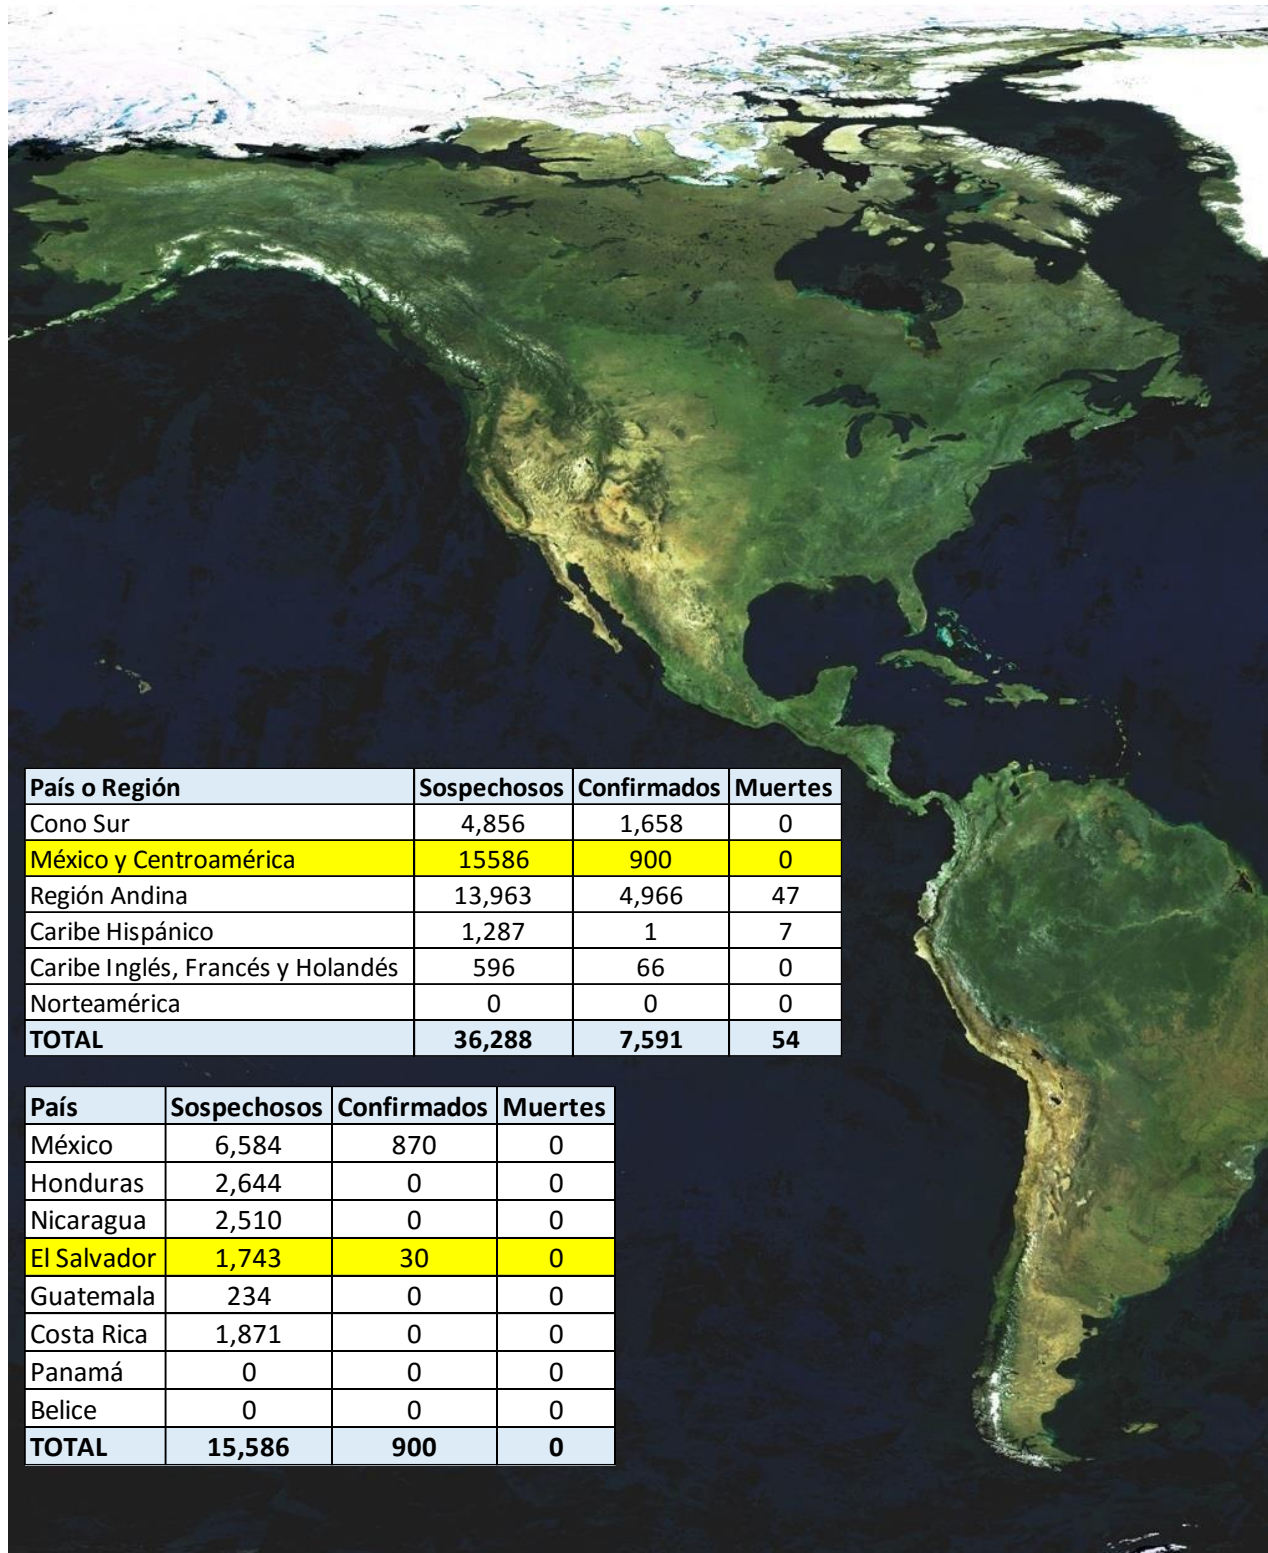 País o Región Sospechosos Confirmados Muertes
Cono Sur 4,856 1,658 0
México y Centroamérica 15586 900 0
Región Andina 13,963 4,966 47
Caribe Hispánico 1,287 1 7
Caribe Inglés, Francés y Holandés 596 66 0
Norteamérica 0 0 0
TOTAL 36,288 7,591 54
País Sospechosos Confirmados Muertes
México 6,584 870 0
Honduras 2,644 0 0
Nicaragua 2,510 0 0
El Salvador 1,743 30 0
Guatemala 234 0 0
Costa Rica 1,871 0 0
Panamá 0 0 0
Belice 0 0 0
TOTAL 15,586 900 0